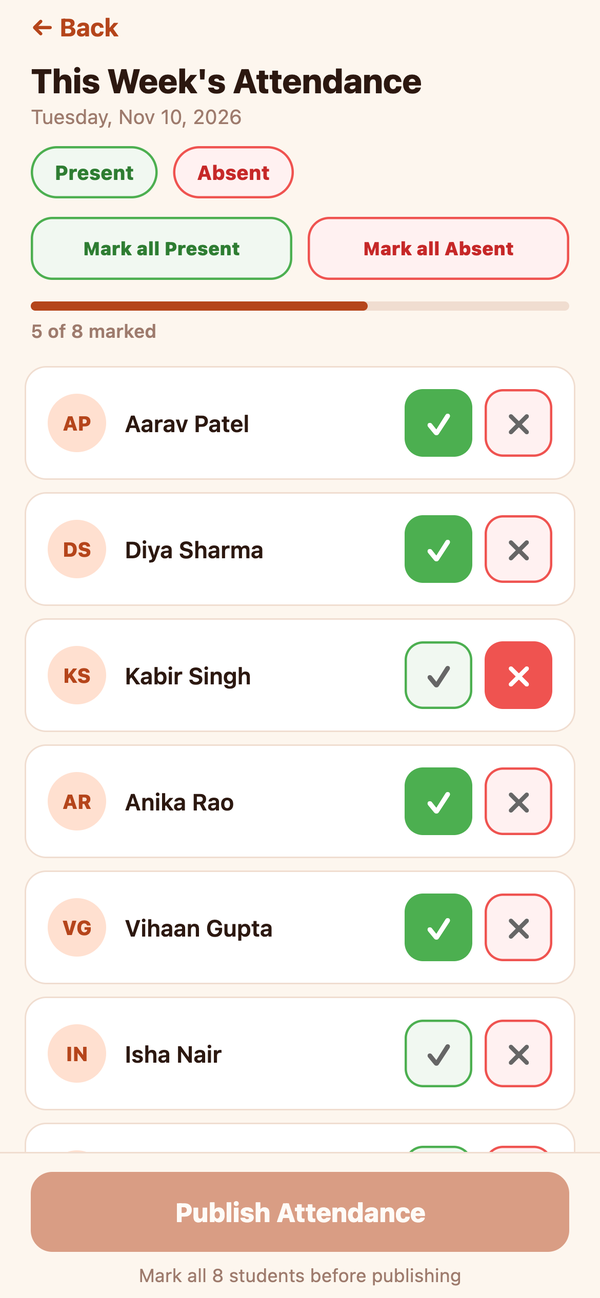 ← Back
This Week's Attendance
Tuesday, Nov 10, 2026
Present Absent
Mark all Present Mark all Absent
5 of 8 marked
AP Aarav Patel
DS Diya Sharma
KS Kabir Singh
AR Anika Rao
VG Vihaan Gupta
IN Isha Nair
Publish Attendance
Mark all 8 students before publishing